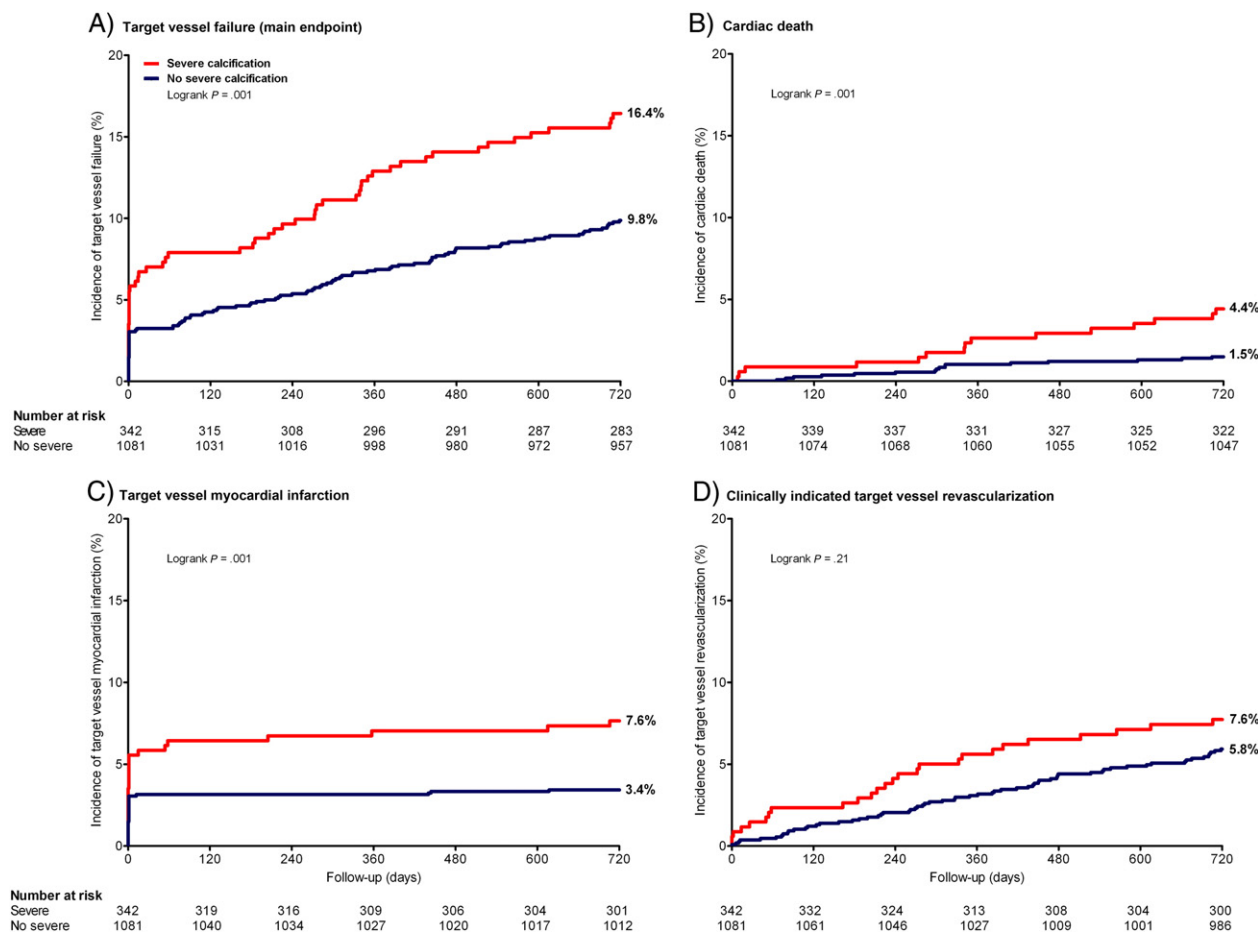 A) Target vessel failure (main endpoint)
Incidence of target vessel failure (%)
20
15
10
5
0
Severe calcification
No severe calcification
Logrank P = .001
16.4%
9.8%
0 120 240 360 480 600 720
Number at risk
Severe 342 315 308 296 291 287 283
No severe 1081 1031 1016 998 980 972 957
B) Cardiac death
Incidence of cardiac death (%)
20
15
10
5
0
Logrank P = .001
4.4%
1.5%
0 120 240 360 480 600 720
342 339 337 331 327 325 322
1081 1074 1068 1060 1055 1052 1047
C) Target vessel myocardial infarction
Incidence of target vessel myocardial infarction (%)
20
15
10
5
0
Logrank P = .001
7.6%
3.4%
0 120 240 360 480 600 720
Follow-up (days)
Number at risk
Severe 342 319 316 309 306 304 301
No severe 1081 1040 1034 1027 1020 1017 1012
D) Clinically indicated target vessel revascularization
Incidence of target vessel revascularization (%)
20
15
10
5
0
Logrank P = .21
7.6%
5.8%
0 120 240 360 480 600 720
Follow-up (days)
342 332 324 313 308 304 300
1081 1061 1046 1027 1009 1001 986